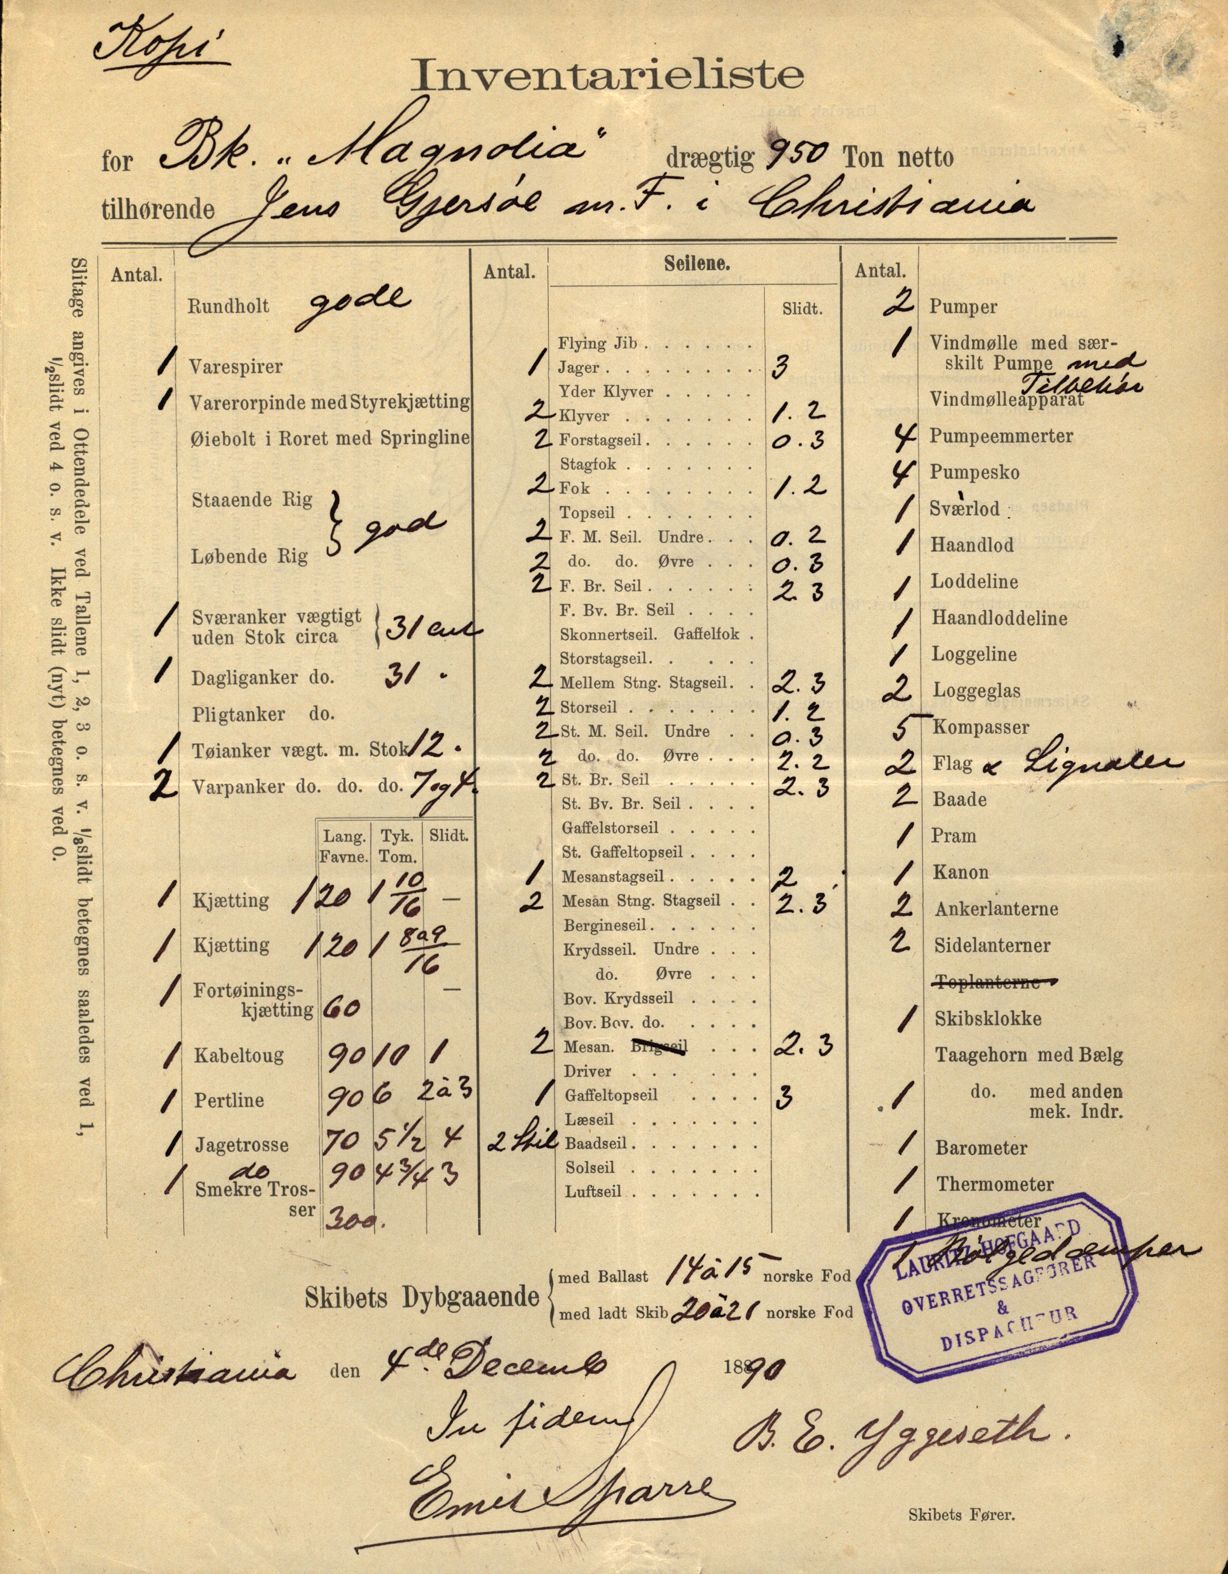 Kopi
Inventarieliste
for Bk. „Magnolia“ drægtig 950 Ton netto
tilhørende Jens Gjersøe m. F. i Christiania
Slitage angives i Ottendedele ved Tallene 1, 2, 3 o. s. v. 1/8slidt betegnes saaledes ved 1,
1/2slidt ved 4 o. s. v. Ikke slidt (nyt) betegnes ved 0.
Antal.
Rundholt gode
1 Varespirer
1 Varerorpinde med Styrekjætting
Øiebolt i Roret med Springline
Staaende Rig } god
Løbende Rig
1 Sværanker vægtigt
uden Stok circa { 31 cwt
1 Dagliganker do. 31 "
Pligtanker do.
1 Tøianker vægt. m. Stok 12 "
2 Varpanker do. do. do. 7 og 4 "
Lang. Favne. Tyk. Tom. Slidt.
1 Kjætting 120 1 10/16 —
1 Kjætting 120 1 8 a 9/16 —
1 Fortøinings-
kjætting 60 —
1 Kabeltoug 90 10 1
1 Pertline 90 6 2 à 3
1 Jagetrosse 70 5 1/2 4
1 do 90 4 3/4 3
Smekre Tros-
ser 300.
Antal. Seilene.
Slidt.
Flying Jib
1 Jager 3
Yder Klyver
2 Klyver 1. 2
2 Forstagseil 0. 3
Stagfok
2 Fok 1. 2
Topseil
2 F. M. Seil. Undre 0. 2
2 do. do. Øvre 0. 3
2 F. Br. Seil 2. 3
F. Bv. Br. Seil
Skonnertseil. Gaffelfok
Storstagseil
2 Mellem Stng. Stagseil 2. 3
2 Storseil 1. 2
2 St. M. Seil. Undre 0. 3
2 do. do. Øvre 2. 2
2 St. Br. Seil 2. 3
St. Bv. Br. Seil
Gaffelstorseil
St. Gaffeltopseil
1 Mesanstagseil 2
2 Mesan Stng. Stagseil 2. 3
Bergineseil
Krydsseil. Undre
do. Øvre
Bov. Krydsseil
Bov. Bov. do.
2 Mesan. Brigseil 2. 3
Driver
1 Gaffeltopseil 3
Læseil
2 Stel Baadseil
Solseil
Luftseil
Antal.
2 Pumper
1 Vindmølle med sær-
skilt Pumpe med
Tilbehør
Vindmølleapparat
4 Pumpeemmerter
4 Pumpesko
1 Sværlod
1 Haandlod
1 Loddeline
1 Haandloddeline
1 Loggeline
2 Loggeglas
5 Kompasser
2 Flag & Signaler
2 Baade
1 Pram
1 Kanon
2 Ankerlanterne
2 Sidelanterner
Toplanterne
1 Skibsklokke
Taagehorn med Bælg
1 do. med anden
mek. Indr.
1 Barometer
1 Thermometer
1 Kronometer
1 Bølgedæmper
LAURITZ HOFGAARD
OVERRETSSAGFØRER
&
DISPACHEUR
Skibets Dybgaaende { med Ballast 14 à 15 norske Fod
med ladt Skib 20 à 21 norske Fod
Christiania den 4de Decemb 1890
In fidem
B. E. Yggeseth.
Emil Sparre
Skibets Fører.